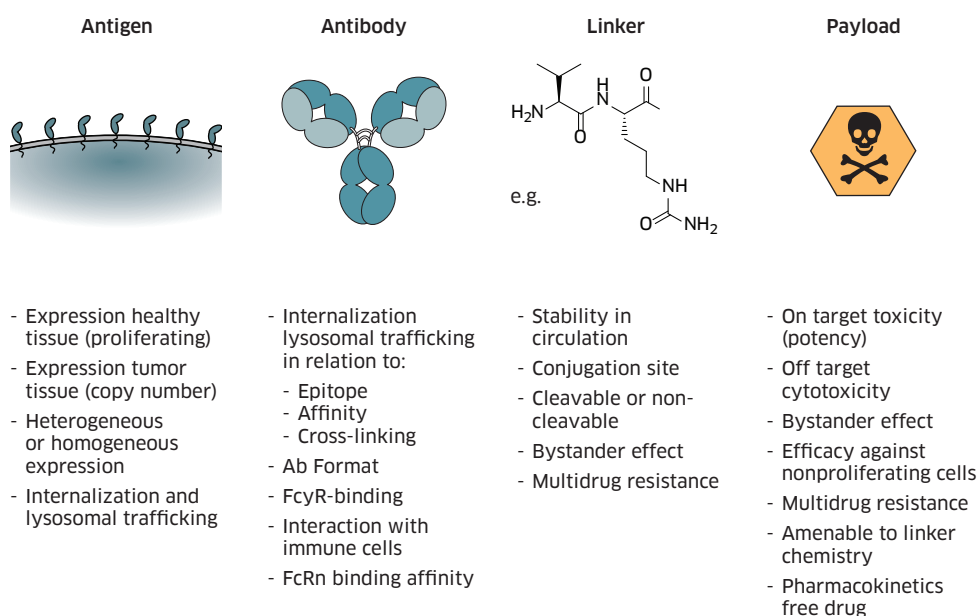 Antigen
Antibody
Linker
Payload
H2N
H
N
O
O
NH
O
NH2
e.g.
- Expression healthy
tissue (proliferating)
- Expression tumor
tissue (copy number)
- Heterogeneous
or homogeneous
expression
- Internalization and
lysosomal trafficking
- Internalization
lysosomal trafficking
in relation to:
- Epitope
- Affinity
- Cross-linking
- Ab Format
- FcyR-binding
- Interaction with
immune cells
- FcRn binding affinity
- Stability in
circulation
- Conjugation site
- Cleavable or non-
cleavable
- Bystander effect
- Multidrug resistance
- On target toxicity
(potency)
- Off target
cytotoxicity
- Bystander effect
- Efficacy against
nonproliferating cells
- Multidrug resistance
- Amenable to linker
chemistry
- Pharmacokinetics
free drug